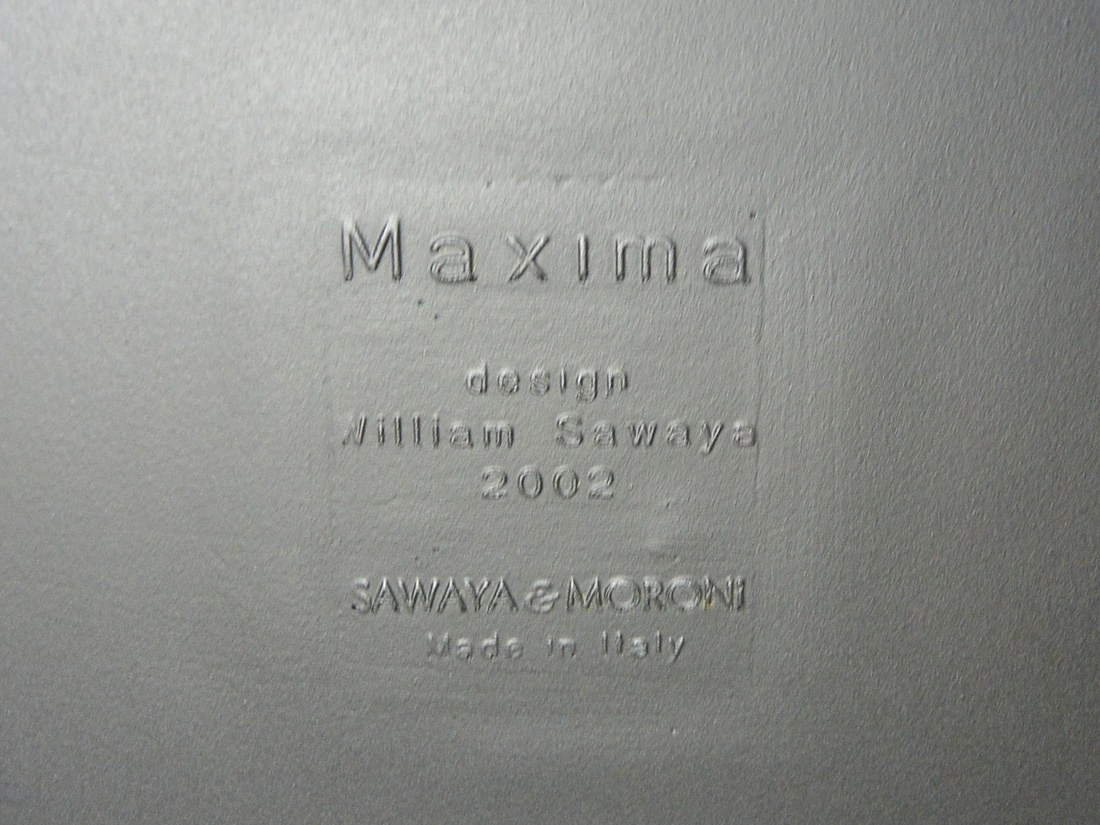 Maxima
design
William Sawaya
2002
SAWAYA & MORONI
Made in Italy